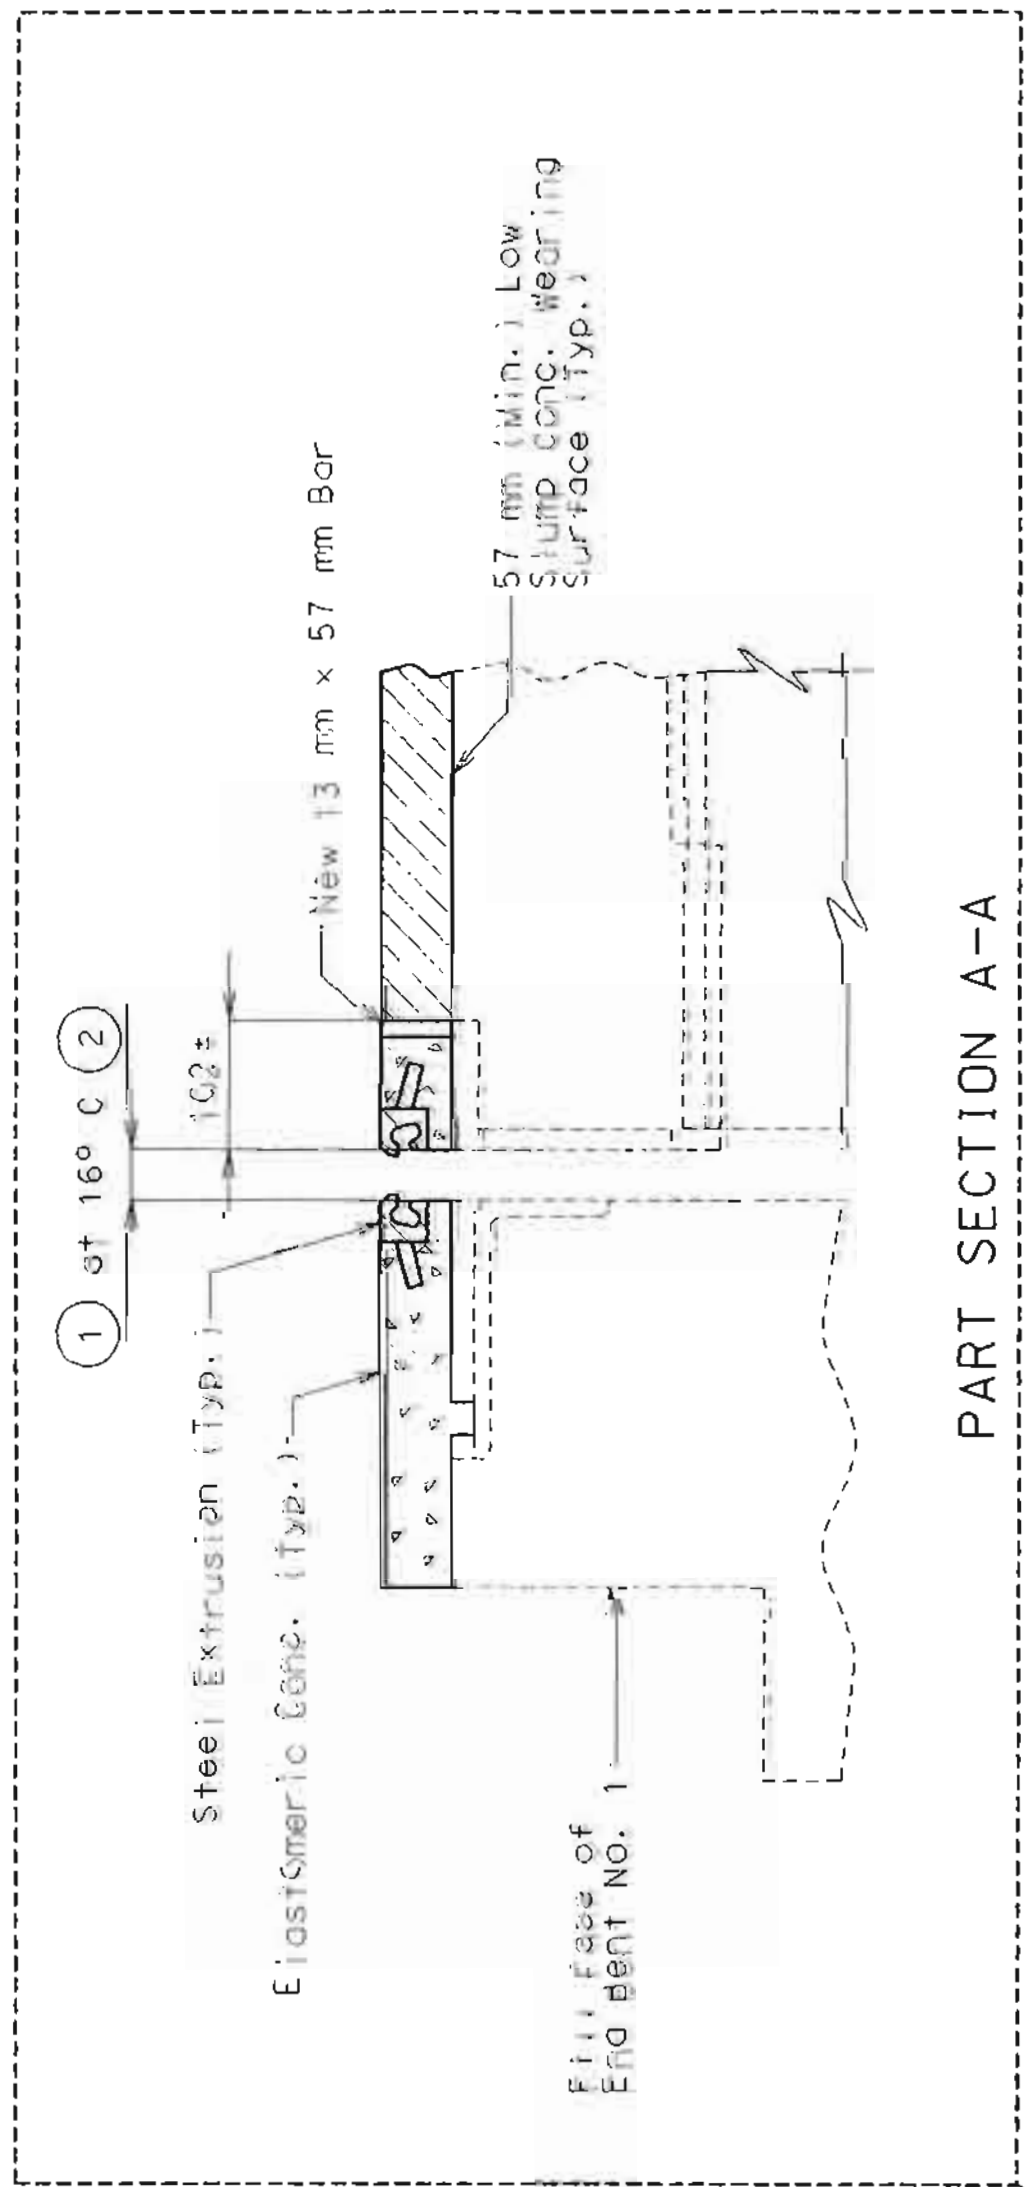 1 at 16° C 2
102±
Steel Extrusion (Typ.)
New 13 mm x 57 mm Bar
Elastomeric Conc. (Typ.)
57 mm (Min.) Low
Slump Conc. Wearing
Surface (Typ.)
Fill Face of
End Bent No. 1
PART SECTION A-A